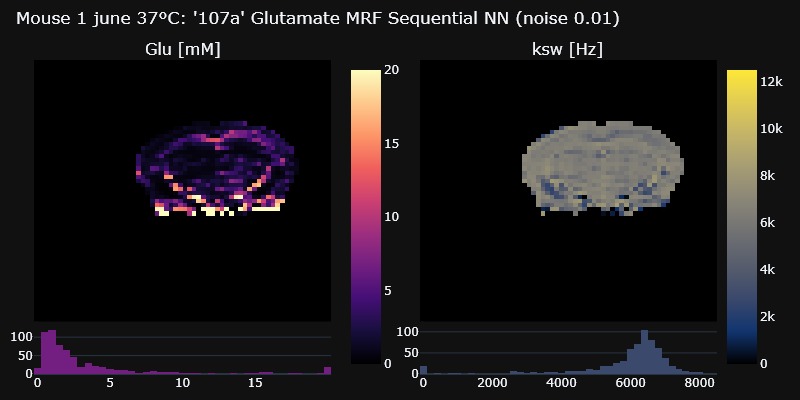 Mouse 1 june 37ºC: '107a' Glutamate MRF Sequential NN (noise 0.01)
Glu [mM]
ksw [Hz]
20
15
10
5
0
12k
10k
8k
6k
4k
2k
0
100
50
0
0 5 10 15
100
50
0
0 2000 4000 6000 8000